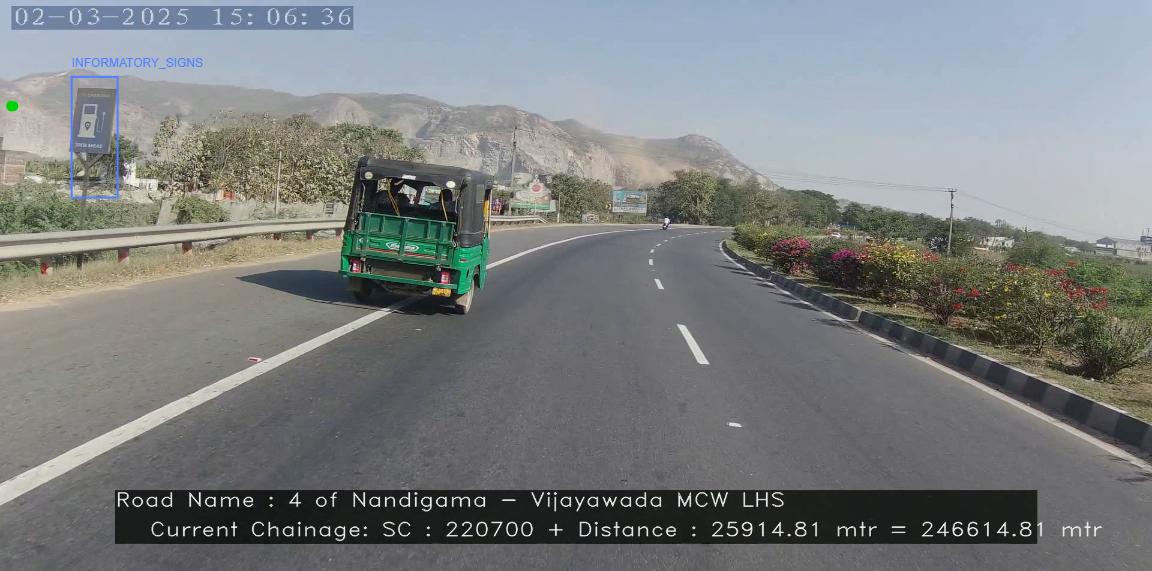 02-03-2025 15:06:36
INFORMATORY_SIGNS
Road Name : 4 of Nandigama - Vijayawada MCW LHS
Current Chainage: SC : 220700 + Distance : 25914.81 mtr = 246614.81 mtr